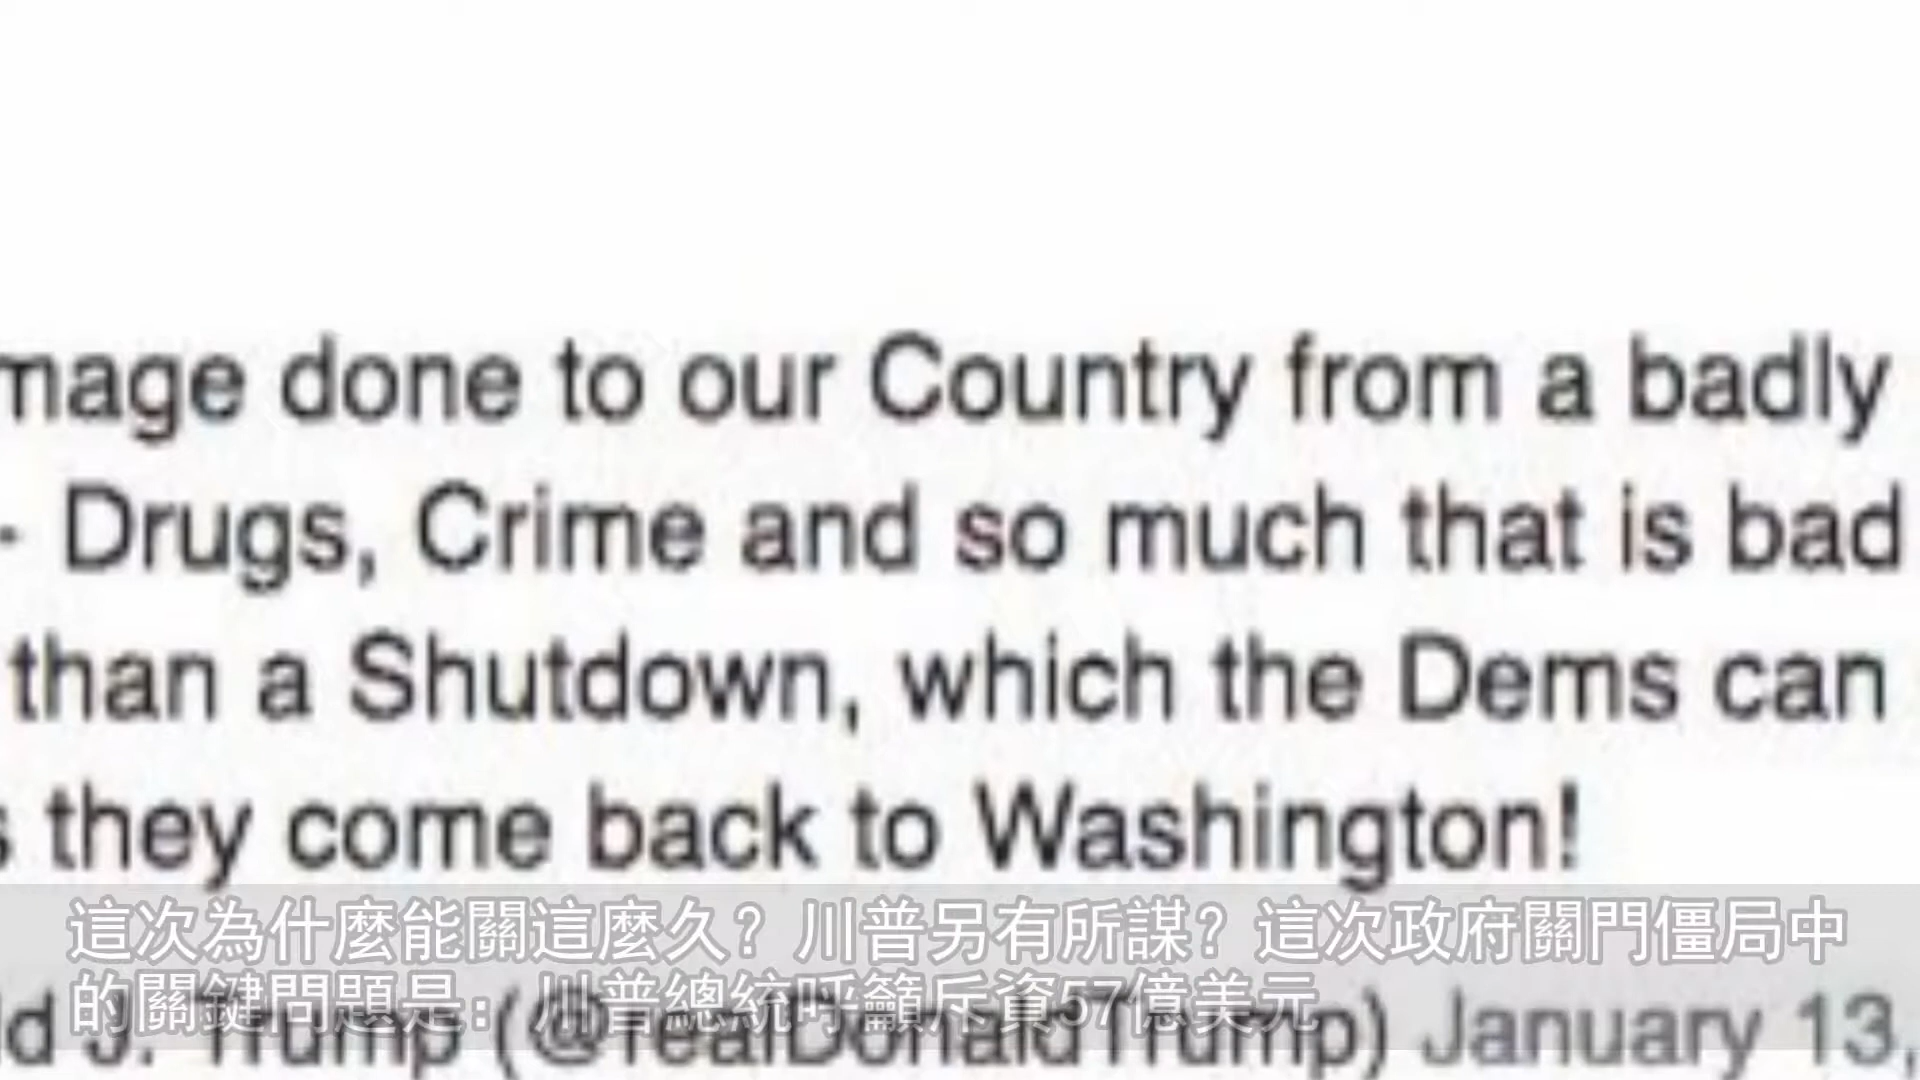 mage done to our Country from a badly
- Drugs, Crime and so much that is bad
than a Shutdown, which the Dems can
s they come back to Washington!
這次為什麼能關這麼久？川普另有所謀？這次政府關門僵局中
的關鍵問題是：川普總統呼籲斥資57億美元
ld J. Trump (@realDonaldTrump) January 13,